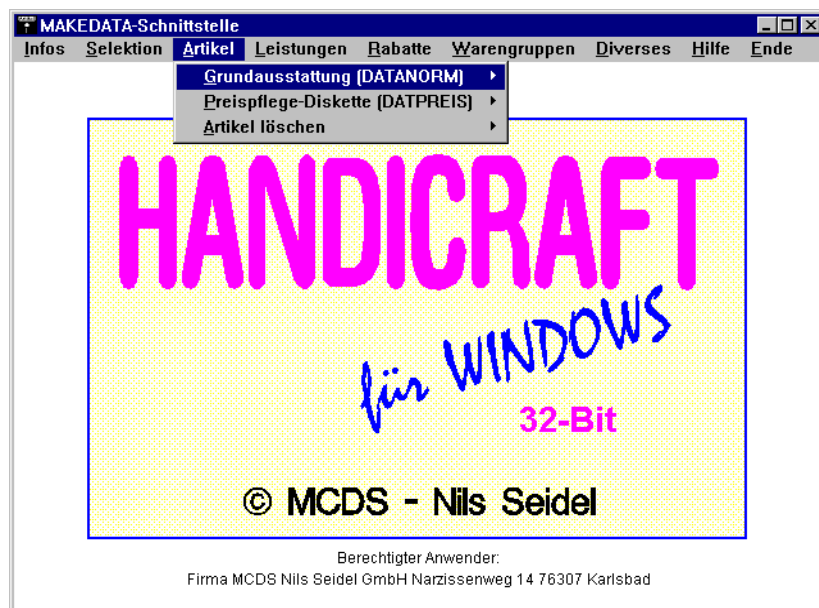 MAKEDATA-Schnittstelle
Infos Selektion Artikel Leistungen Rabatte Warengruppen Diverses Hilfe Ende
Grundausstattung (DATANORM)
Preispflege-Diskette (DATPREIS)
Artikel löschen
HANDICRAFT
für WINDOWS
32-Bit
© MCDS - Nils Seidel
Berechtigter Anwender:
Firma MCDS Nils Seidel GmbH Narzissenweg 14 76307 Karlsbad